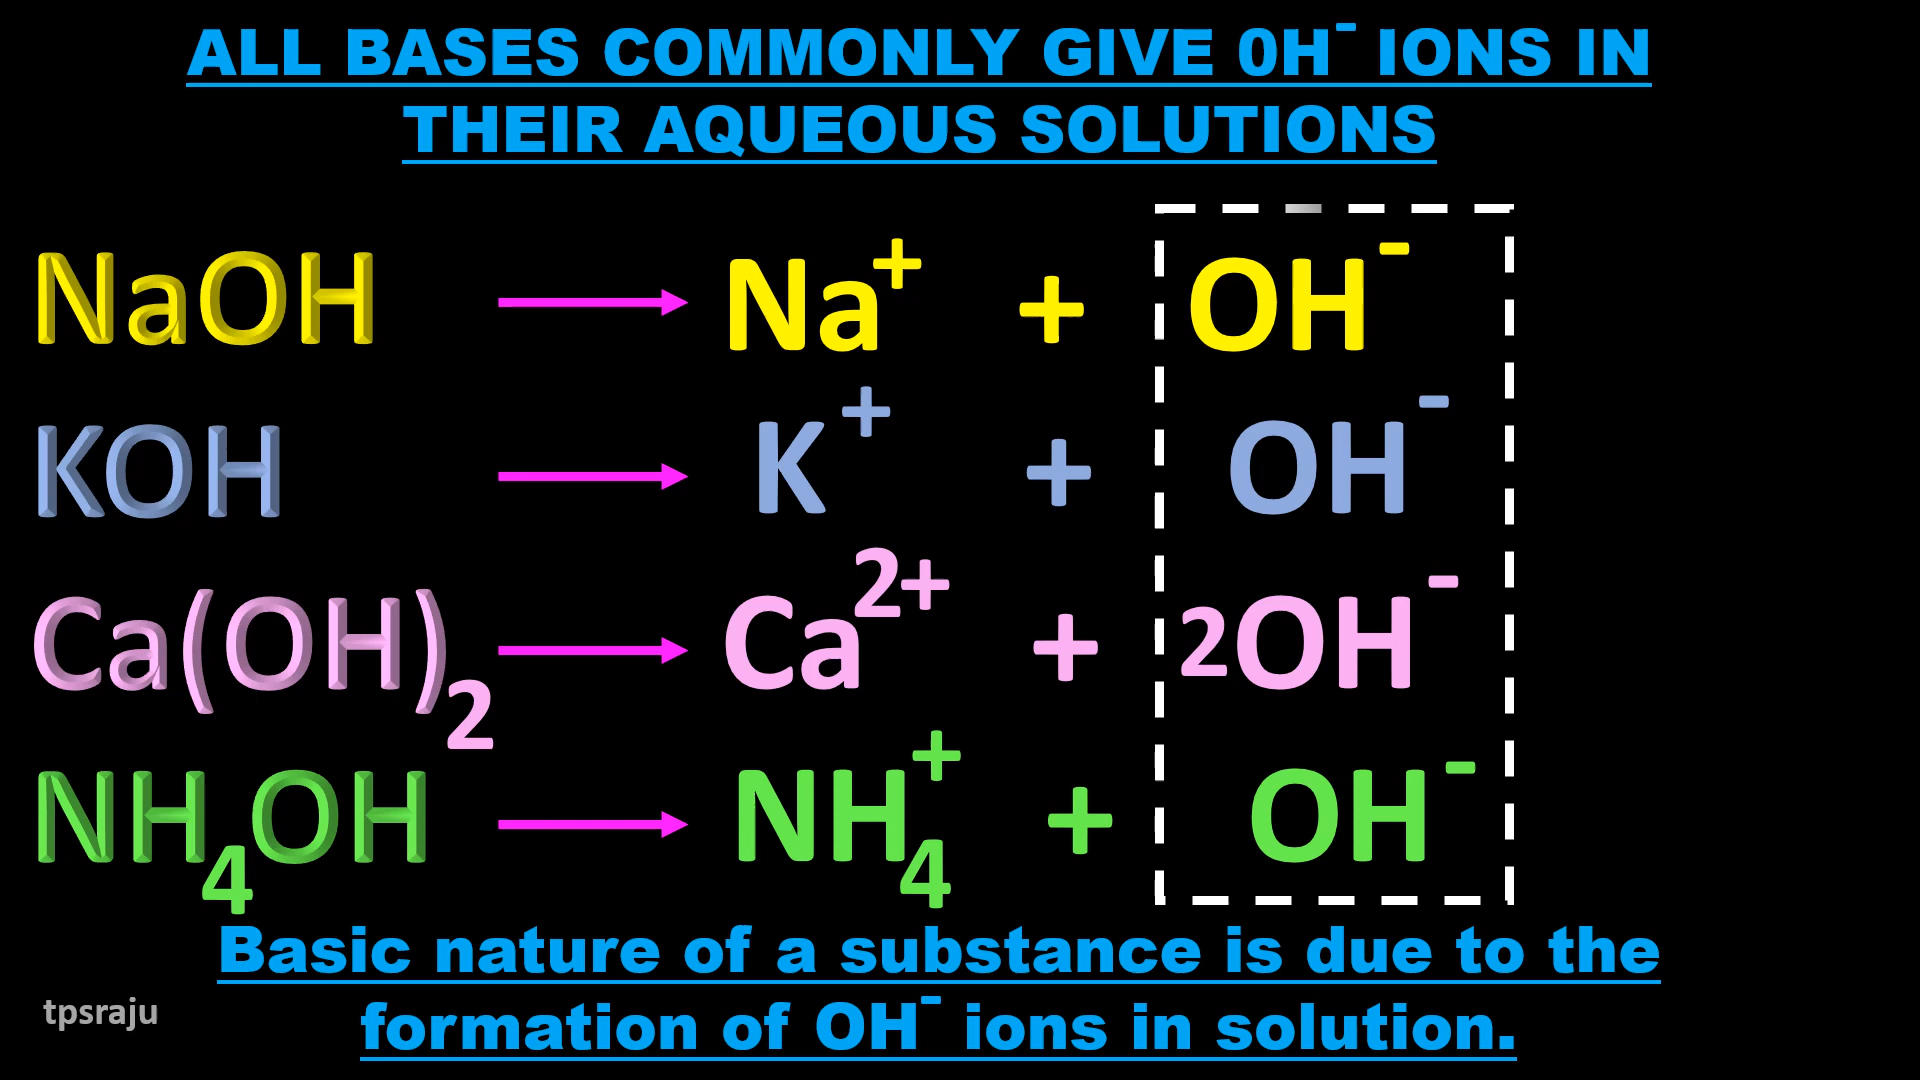 ALL BASES COMMONLY GIVE 0H⁻ IONS IN
THEIR AQUEOUS SOLUTIONS
NaOH → Na⁺ + OH⁻
KOH → K⁺ + OH⁻
Ca(OH)₂ → Ca²⁺ + 2OH⁻
NH₄OH → NH₄⁺ + OH⁻
Basic nature of a substance is due to the
formation of OH⁻ ions in solution.
tpsraju